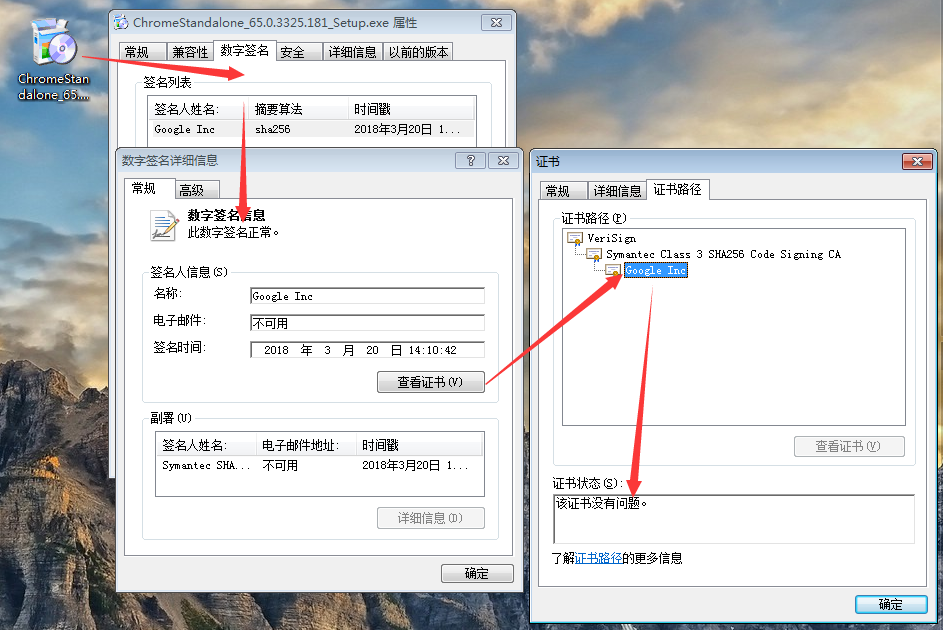 ChromeStan
dalone_65....
ChromeStandalone_65.0.3325.181_Setup.exe 属性
常规 兼容性 数字签名 安全 详细信息 以前的版本
签名列表
签名人姓名: 摘要算法 时间戳
Google Inc sha256 2018年3月20日 1...
数字签名详细信息
常规 高级
数字签名信息
此数字签名正常。
签名人信息(S)
名称: Google Inc
电子邮件: 不可用
签名时间: 2018 年 3 月 20 日 14:10:42
查看证书(V)
副署(U)
签名人姓名: 电子邮件地址: 时间戳
Symantec SHA... 不可用 2018年3月20日 1...
详细信息(D)
确定
证书
常规 详细信息 证书路径
证书路径(P)
VeriSign
Symantec Class 3 SHA256 Code Signing CA
Google Inc
查看证书(V)
证书状态(S):
该证书没有问题。
了解证书路径的更多信息
确定